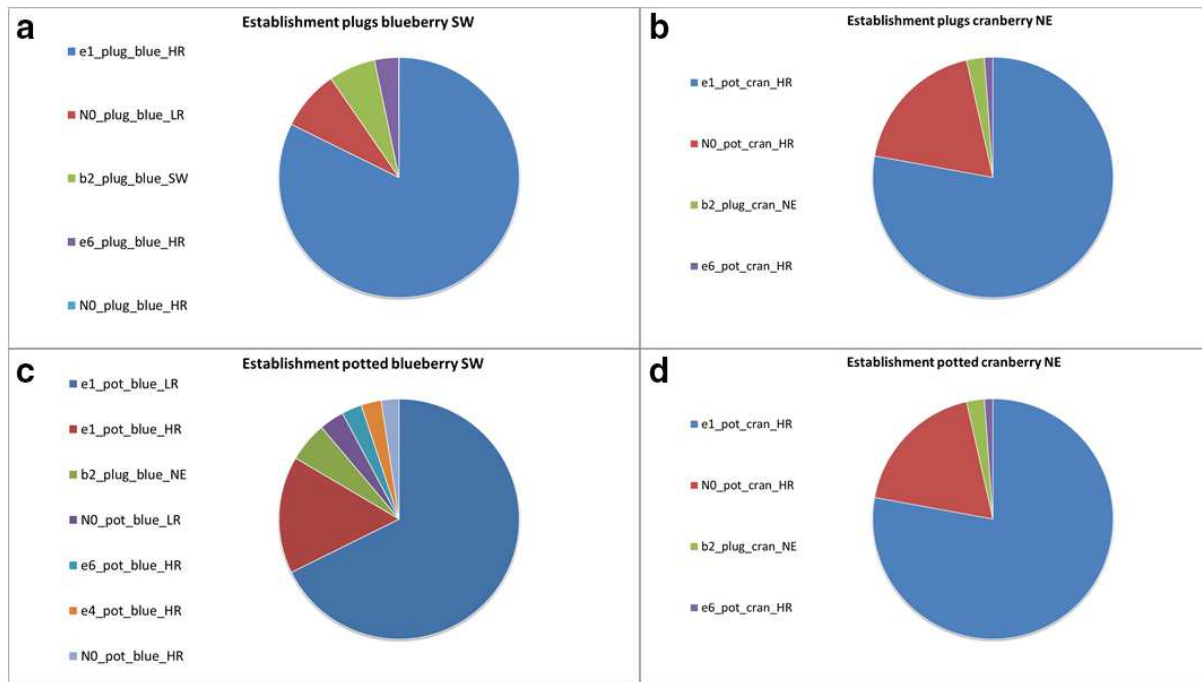 a
Establishment plugs blueberry SW
e1_plug_blue_HR
N0_plug_blue_LR
b2_plug_blue_SW
e6_plug_blue_HR
N0_plug_blue_HR
b
Establishment plugs cranberry NE
e1_pot_cran_HR
N0_pot_cran_HR
b2_plug_cran_NE
e6_pot_cran_HR
c
Establishment potted blueberry SW
e1_pot_blue_LR
e1_pot_blue_HR
b2_plug_blue_NE
N0_pot_blue_LR
e6_pot_blue_HR
e4_pot_blue_HR
N0_pot_blue_HR
d
Establishment potted cranberry NE
e1_pot_cran_HR
N0_pot_cran_HR
b2_plug_cran_NE
e6_pot_cran_HR